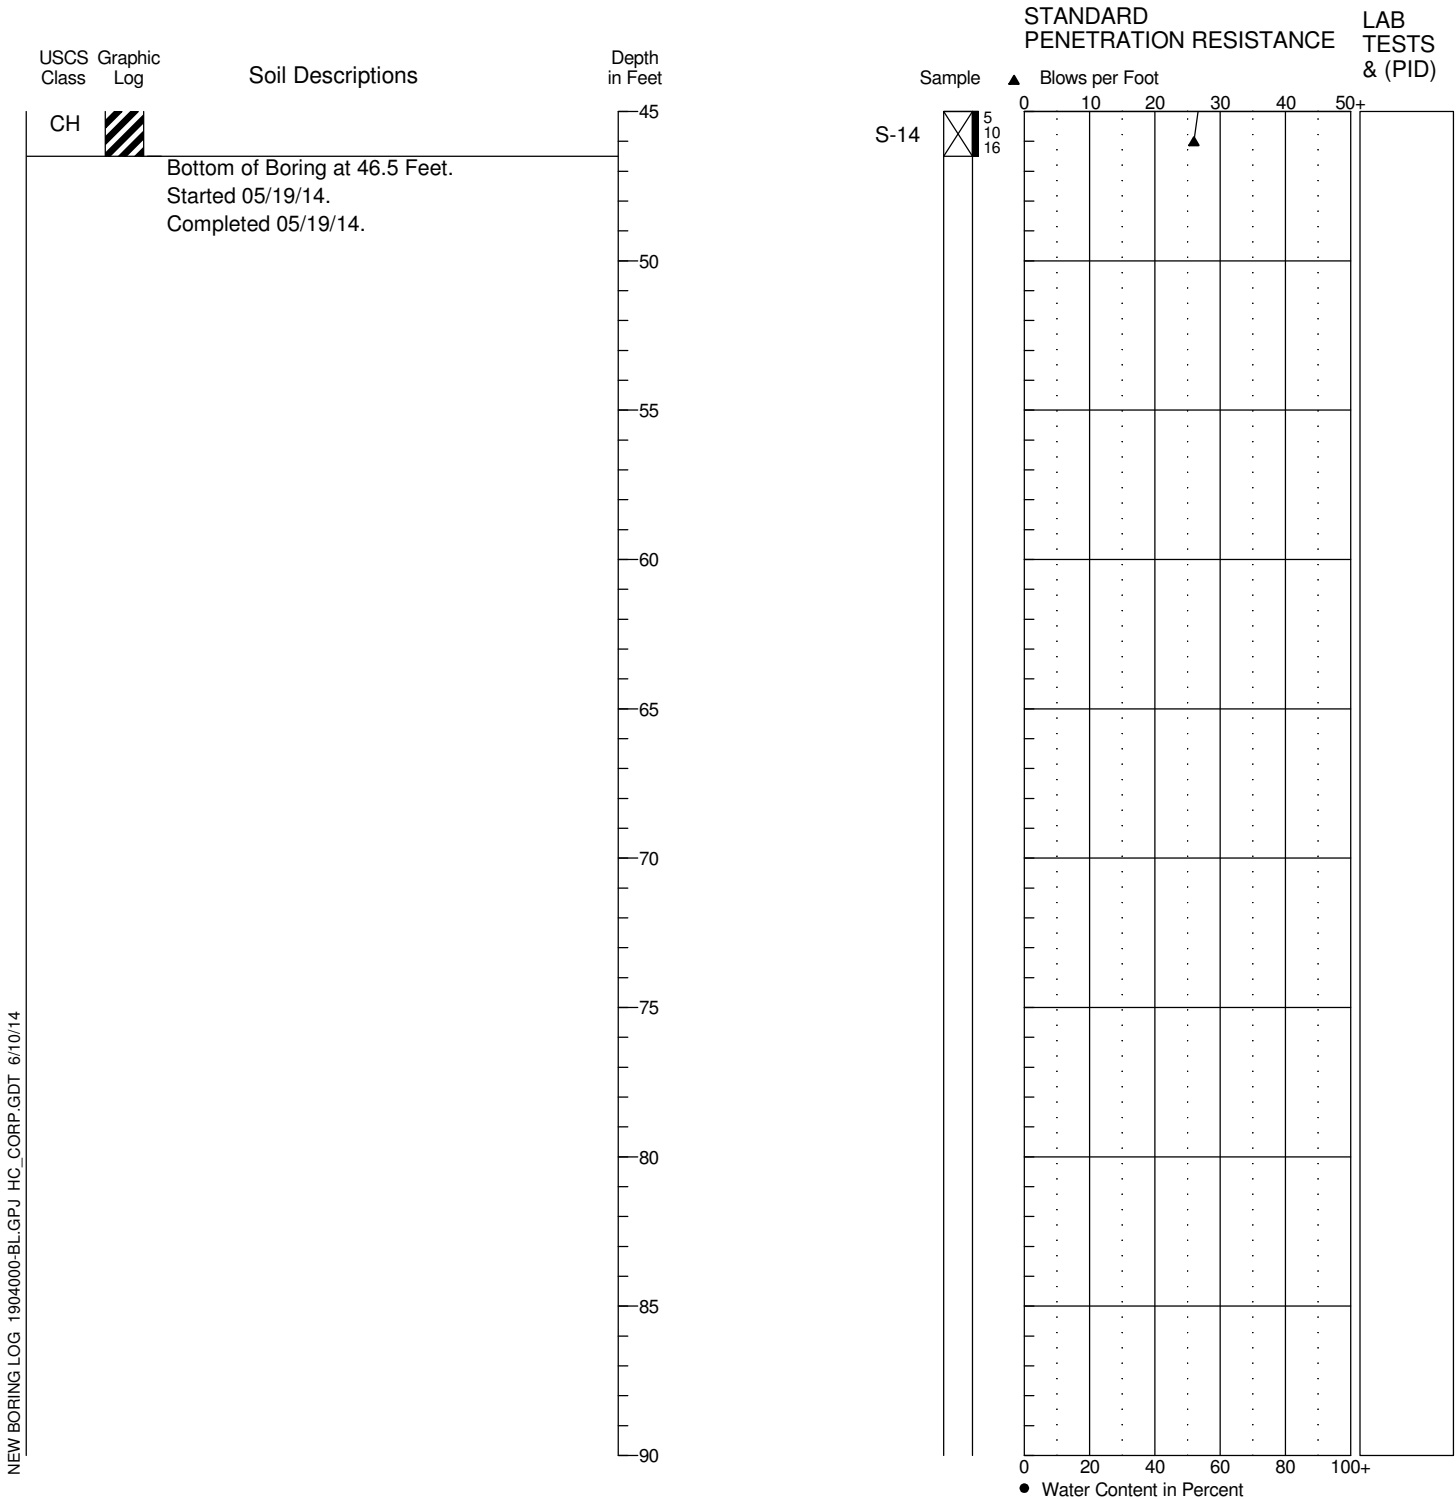 STANDARD
PENETRATION RESISTANCE
LAB
TESTS
& (PID)
USCS
Class
Graphic
Log
Soil Descriptions
Depth
in Feet
Sample
▲ Blows per Foot
0 10 20 30 40 50+
CH
45
S-14
5
10
16
Bottom of Boring at 46.5 Feet.
Started 05/19/14.
Completed 05/19/14.
50
55
60
65
70
75
80
85
90
0 20 40 60 80 100+
● Water Content in Percent
NEW BORING LOG 1904000-BL.GPJ HC_CORP.GDT 6/10/14